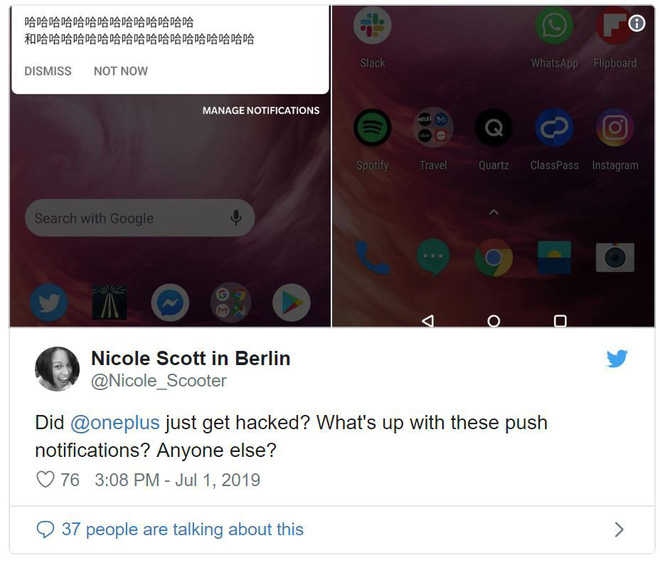 哈哈哈哈哈哈哈哈哈哈哈哈哈哈
和哈哈哈哈哈哈哈哈哈哈哈哈哈哈哈哈哈哈
DISMISS NOT NOW
MANAGE NOTIFICATIONS
Search with Google
Slack WhatsApp Flipboard
Spotify Travel Quartz ClassPass Instagram
Nicole Scott in Berlin
@Nicole_Scooter
Did @oneplus just get hacked? What's up with these push
notifications? Anyone else?
76 3:08 PM - Jul 1, 2019
37 people are talking about this